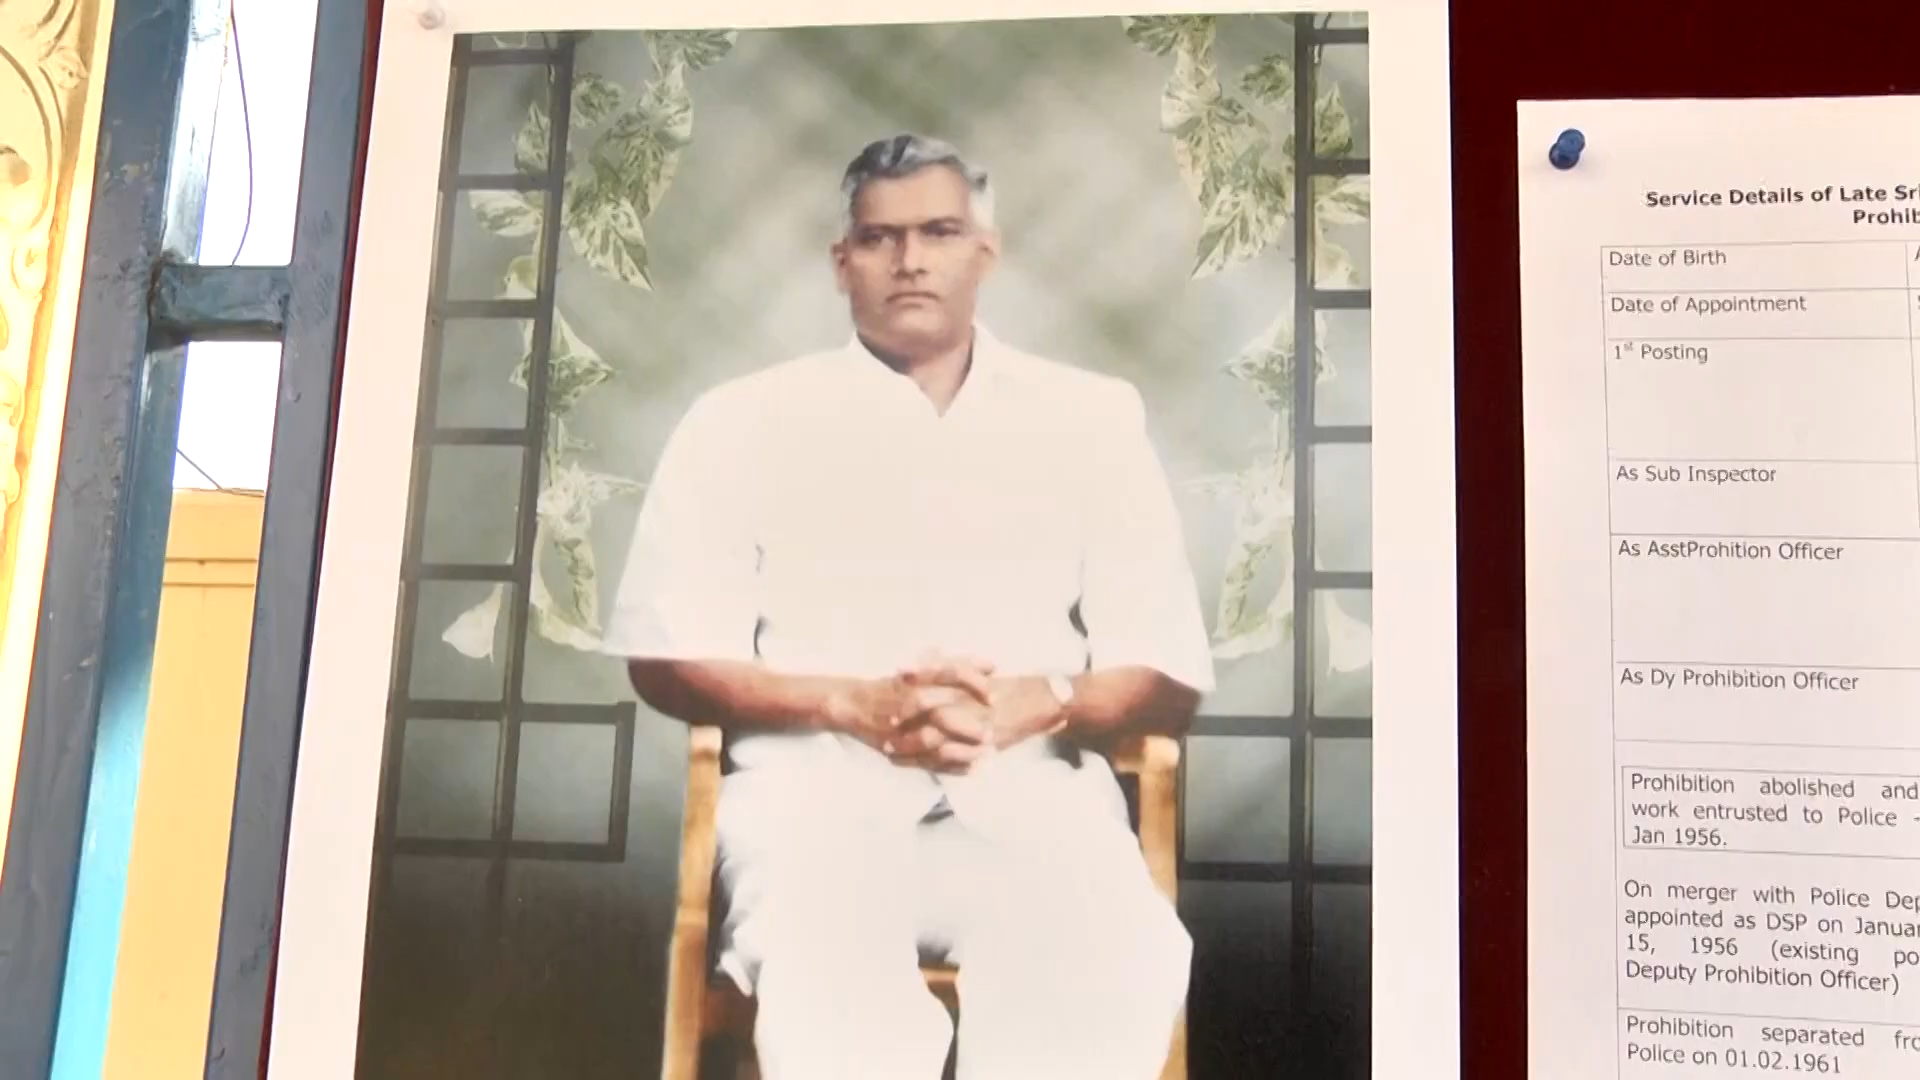 Service Details of Late Sri
Prohib
Date of Birth
Date of Appointment
1st Posting
As Sub Inspector
As AsstProhition Officer
As Dy Prohibition Officer
Prohibition abolished and
work entrusted to Police -
Jan 1956.
On merger with Police Dep
appointed as DSP on Januar
15, 1956 (existing po
Deputy Prohibition Officer)
Prohibition separated fro
Police on 01.02.1961